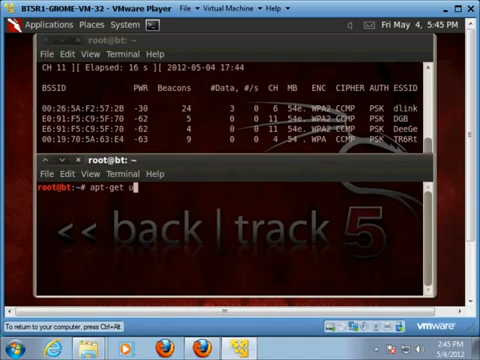 BT5R1-GNOME-VM-32 - VMware Player File Virtual Machine Help
Applications Places System Fri May 4, 5:45 PM
root@bt: ~
File Edit View Terminal Help
CH 11 ][ Elapsed: 16 s ][ 2012-05-04 17:44
BSSID PWR Beacons #Data, #/s CH MB ENC CIPHER AUTH ESSID
00:26:5A:F2:57:2B -30 24 3 0 6 54e. WPA2 CCMP PSK dlink
E0:91:F5:C9:5F:70 -62 5 0 0 11 54e. WPA2 CCMP PSK DGB
E6:91:F5:C9:5F:70 -62 4 0 0 11 54e. WPA2 CCMP PSK DeeGe
00:19:70:5A:63:E4 -63 9 0 0 4 54 . WPA CCMP PSK TR6Rt
root@bt: ~
File Edit View Terminal Help
root@bt:~# apt-get u
<< back | track 5
To return to your computer, press Ctrl+Alt.
vmware
2:45 PM
5/4/2012